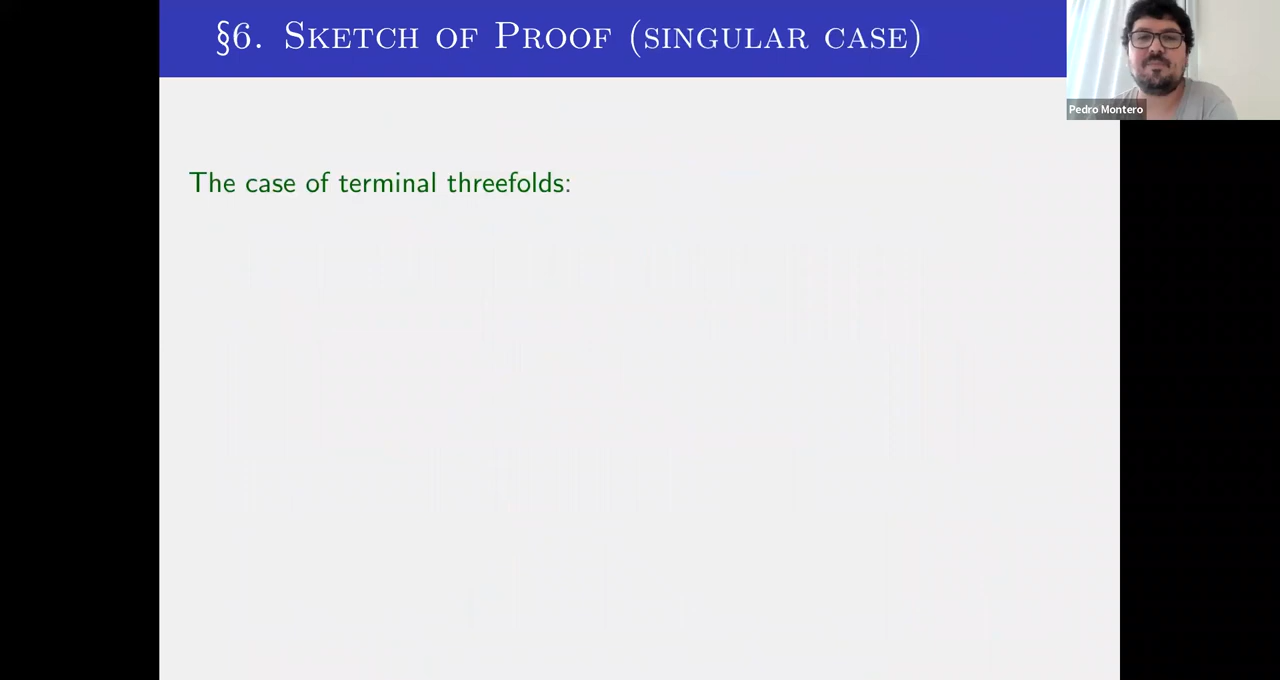 §6. Sketch of Proof (singular case)
Pedro Montero
The case of terminal threefolds: